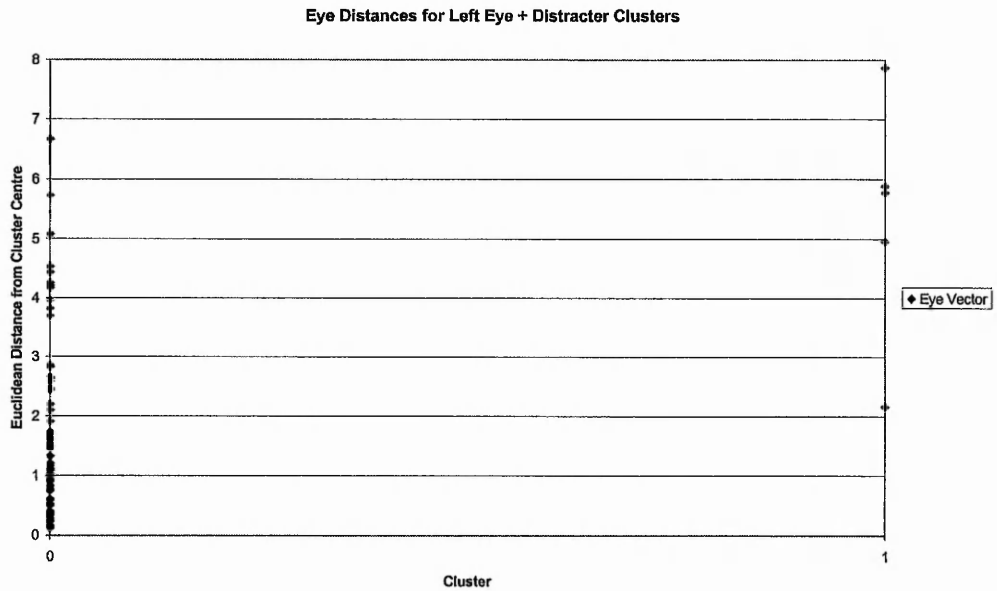 Eye Distances for Left Eye + Distracter Clusters
8
7
6
5
4
3
2
1
0
Euclidean Distance from Cluster Centre
0
1
Cluster
Eye Vector